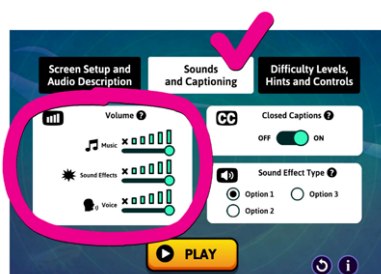 Screen Setup and
Audio Description
Sounds
and Captioning
Difficulty Levels,
Hints and Controls
Volume ?
Music
Sound Effects
Voice
CC
Closed Captions ?
OFF
ON
Sound Effect Type ?
Option 1
Option 3
Option 2
PLAY
i